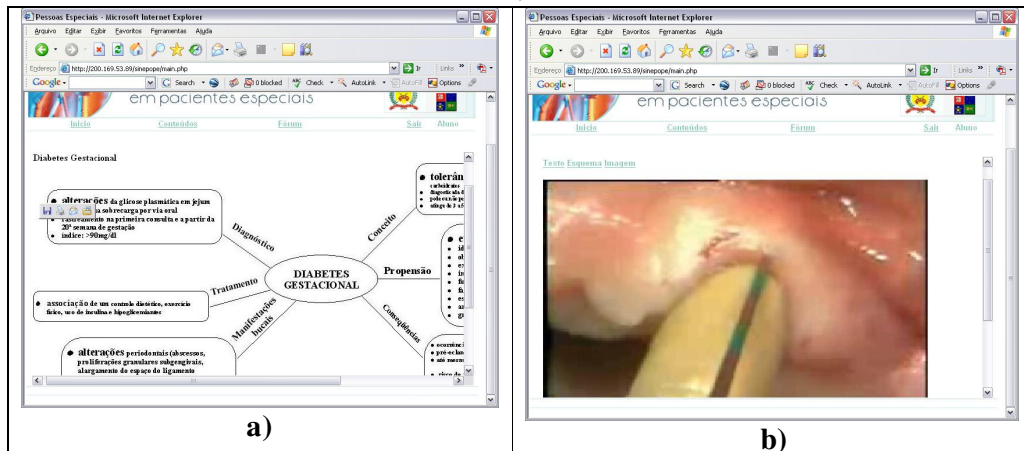 Pessoas Especiais - Microsoft Internet Explorer
Arquivo Editar Exibir Favoritos Ferramentas Ajuda
Endereço http://200.169.53.89/sinepope/main.php Ir Links
Google Search 0 blocked Check AutoLink AutoFill Options
em pacientes especiais
Início Conteúdos Fórum Sair Aluno
Diabetes Gestacional
alterações da glicose plasmática em jejum
sobrecarga por via oral
rastreamento na primeira consulta e a partir da
20ª semana de gestação
índice: >90mg/dl
Diagnóstico
Conceito
carboidratos
diagnosticada
DIABETES
GESTACIONAL
Propensão
Tratamento
associação de um controle dietético, exercício
físico, uso de insulina e hipoglicemiantes
Manifestações
bucais
Conseqüências
alterações periodontais (abscessos,
proliferações granulares subgengivais,
alargamento do espaço do ligamento
a)
Pessoas Especiais - Microsoft Internet Explorer
Arquivo Editar Exibir Favoritos Ferramentas Ajuda
Endereço http://200.169.53.89/sinepope/main.php Ir Links
Google Search 0 blocked Check AutoLink AutoFill Options
em pacientes especiais
Início Conteúdos Fórum Sair Aluno
Texto Esquema Imagem
b)